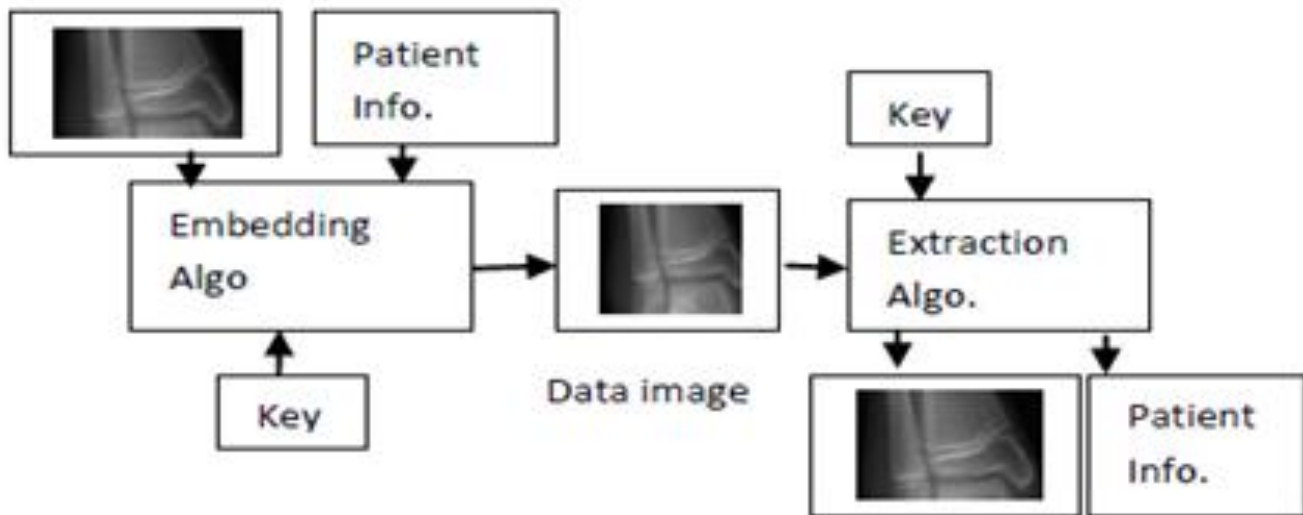 Patient
Info.
Key
Embedding
Algo
Extraction
Algo.
Data image
Key
Patient
Info.